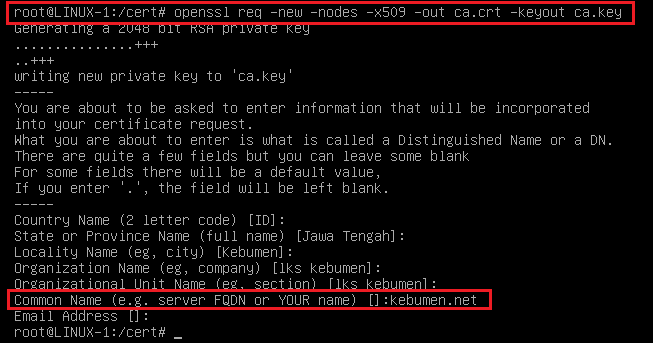 root@LINUX-1:/cert# openssl req -new -nodes -x509 -out ca.crt -keyout ca.key
Generating a 2048 bit RSA private key
...............+++
..+++
writing new private key to 'ca.key'
-----
You are about to be asked to enter information that will be incorporated
into your certificate request.
What you are about to enter is what is called a Distinguished Name or a DN.
There are quite a few fields but you can leave some blank
For some fields there will be a default value,
If you enter '.', the field will be left blank.
-----
Country Name (2 letter code) [ID]:
State or Province Name (full name) [Jawa Tengah]:
Locality Name (eg, city) [Kebumen]:
Organization Name (eg, company) [lks kebumen]:
Organizational Unit Name (eg, section) [lks kebumen]:
Common Name (e.g. server FQDN or YOUR name) []:kebumen.net
Email Address []:
root@LINUX-1:/cert# _